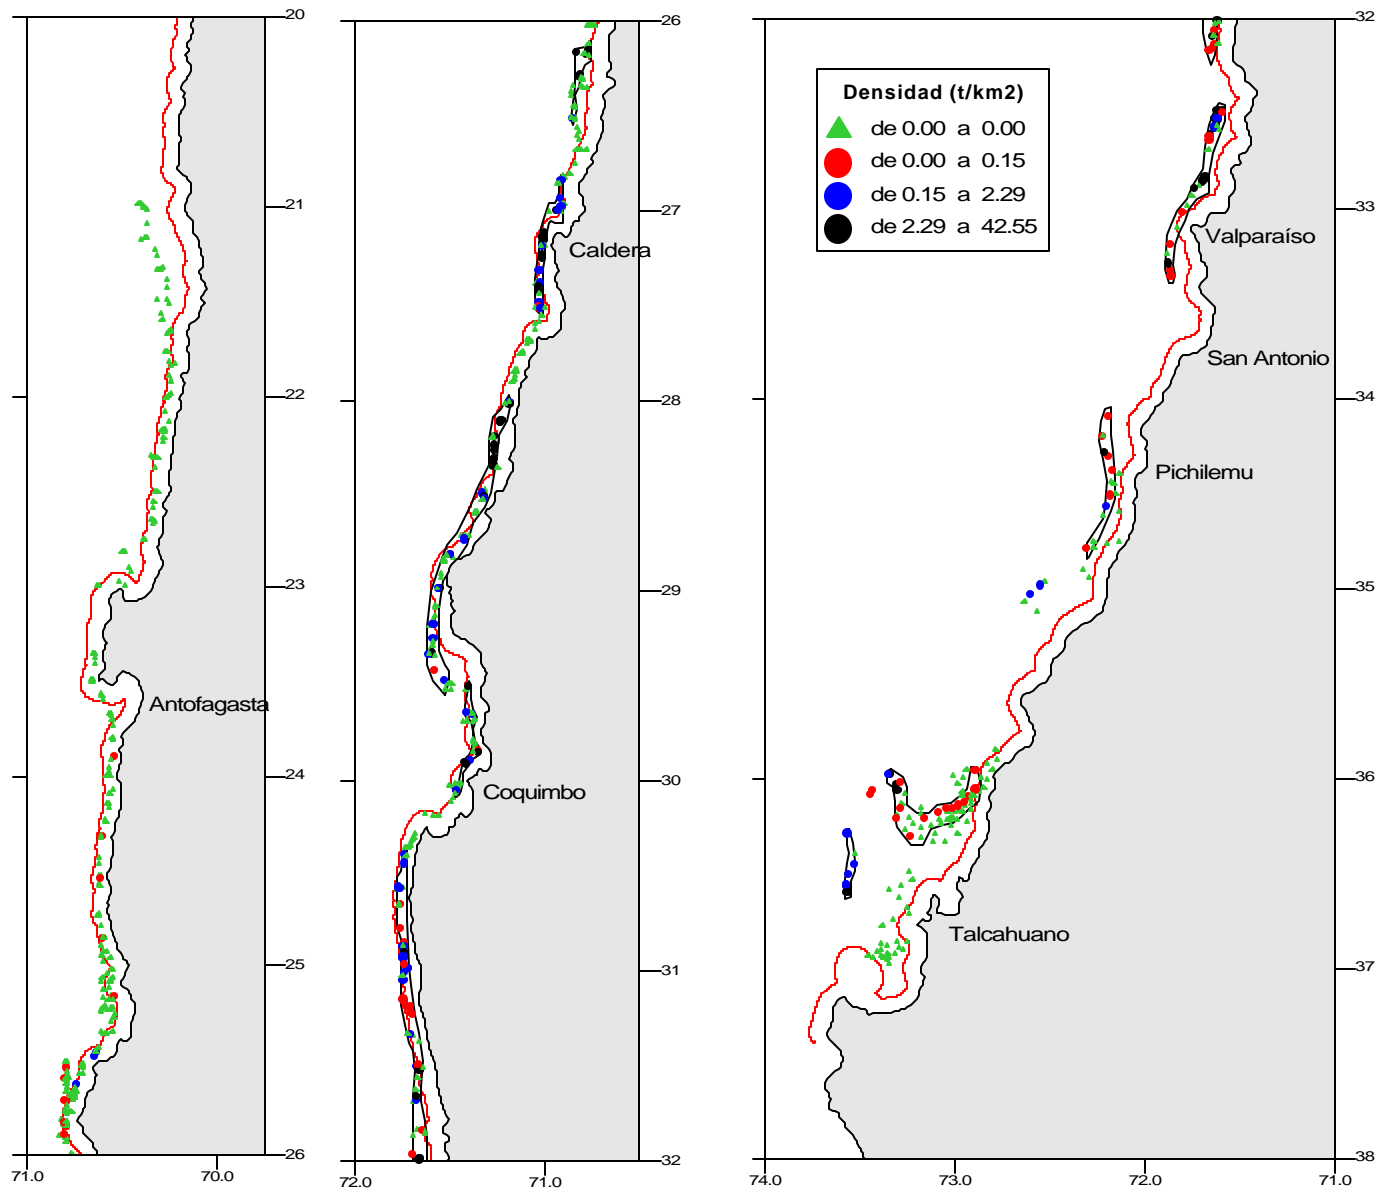 20
21
22
23
Antofagasta
24
25
26
71.0
70.0
26
27
Caldera
28
29
30
Coquimbo
31
32
72.0
71.0
Densidad (t/km2)
de 0.00 a 0.00
de 0.00 a 0.15
de 0.15 a 2.29
de 2.29 a 42.55
32
33
Valparaíso
San Antonio
34
Pichilemu
35
36
Talcahuano
37
38
74.0
73.0
72.0
71.0